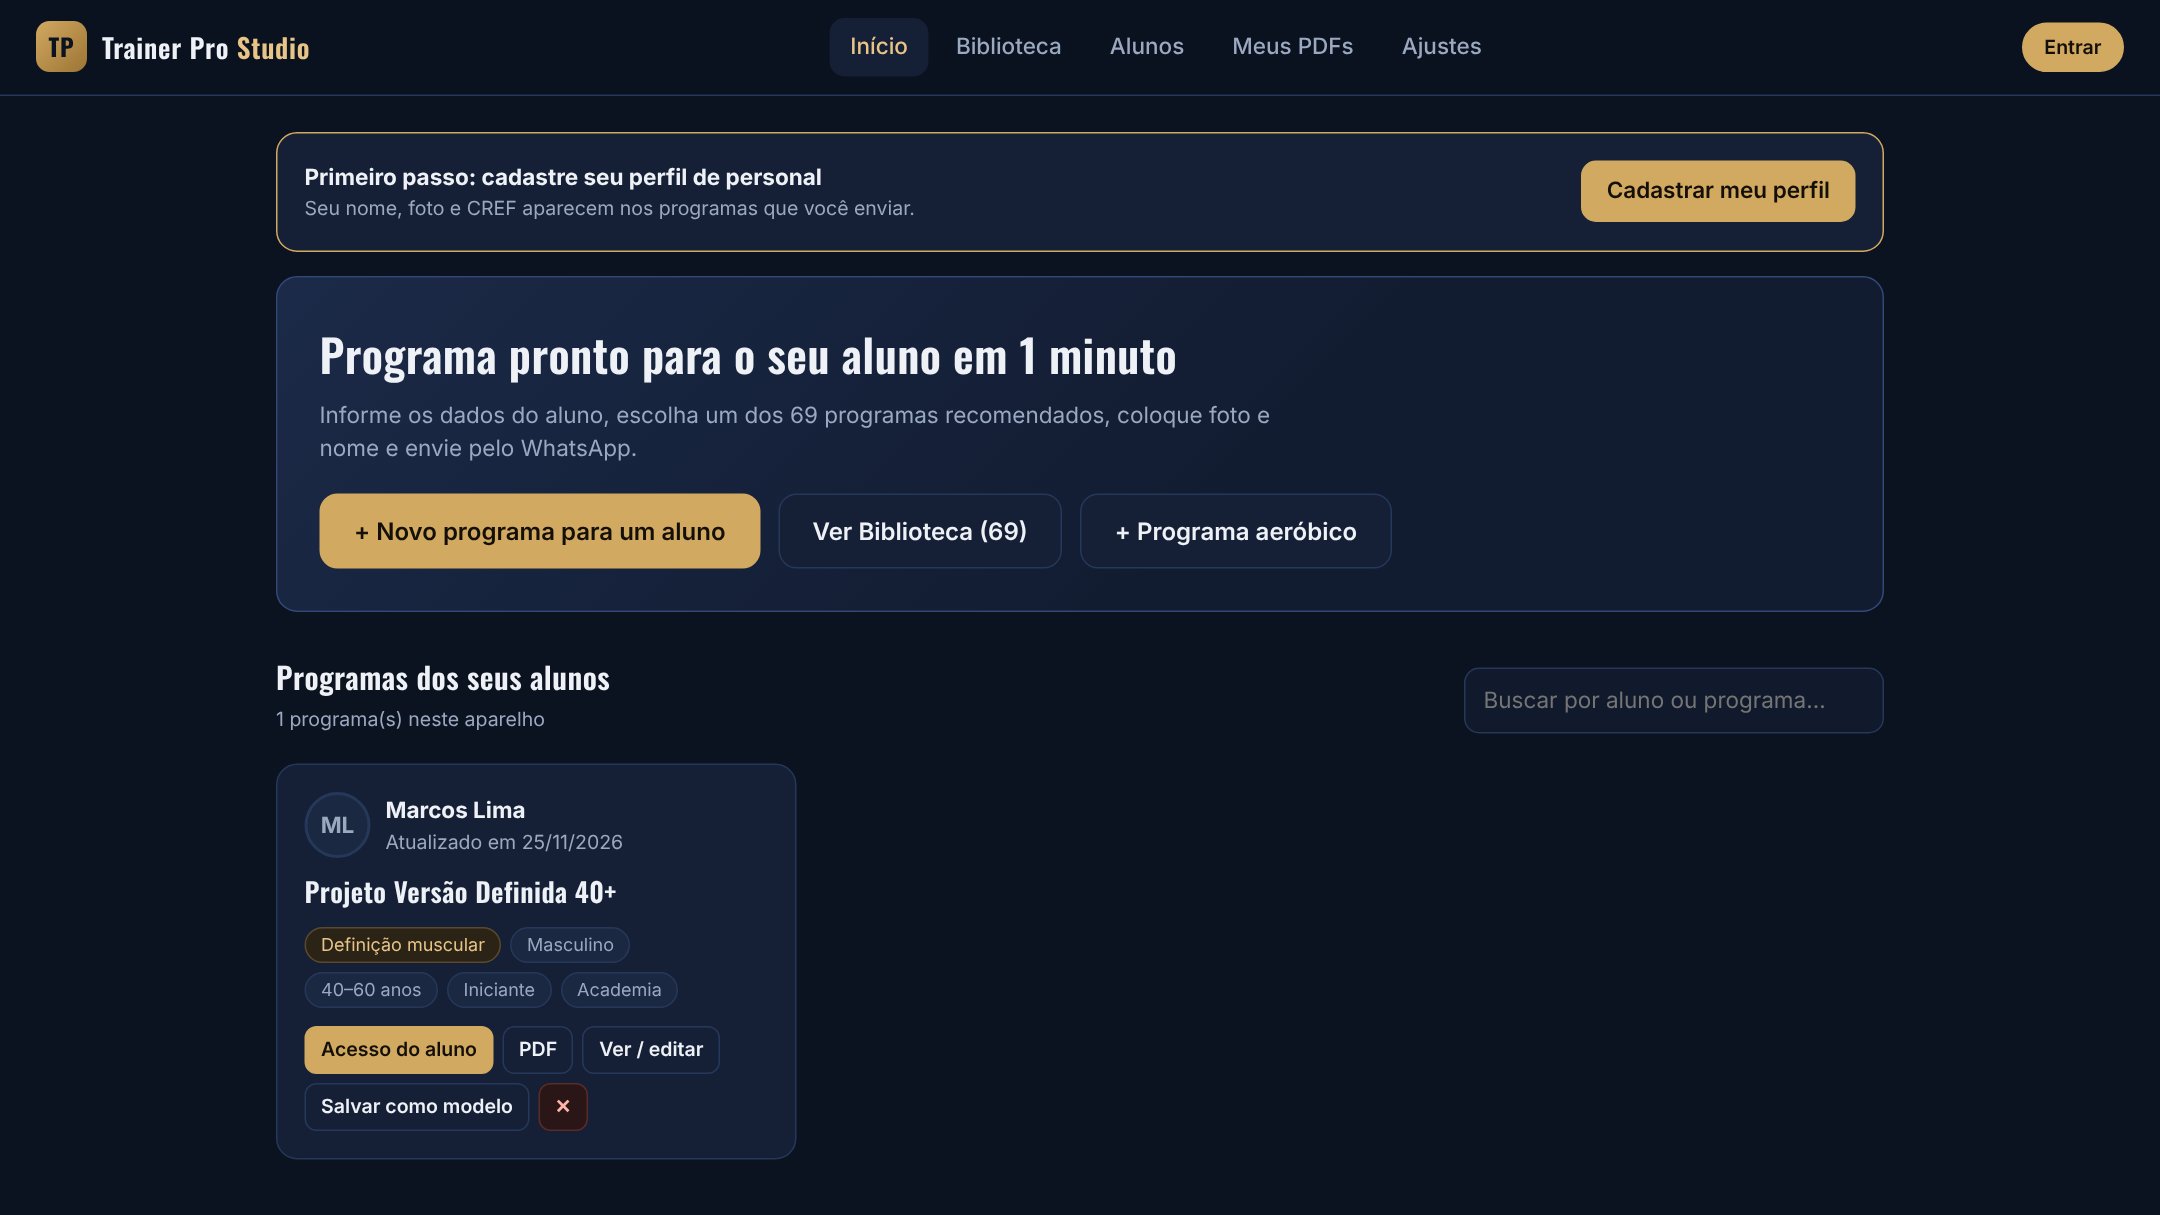 TP Trainer Pro Studio
Início Biblioteca Alunos Meus PDFs Ajustes
Entrar
Primeiro passo: cadastre seu perfil de personal
Seu nome, foto e CREF aparecem nos programas que você enviar.
Cadastrar meu perfil
Programa pronto para o seu aluno em 1 minuto
Informe os dados do aluno, escolha um dos 69 programas recomendados, coloque foto e
nome e envie pelo WhatsApp.
+ Novo programa para um aluno
Ver Biblioteca (69)
+ Programa aeróbico
Programas dos seus alunos
1 programa(s) neste aparelho
Buscar por aluno ou programa...
ML
Marcos Lima
Atualizado em 25/11/2026
Projeto Versão Definida 40+
Definição muscular Masculino
40–60 anos Iniciante Academia
Acesso do aluno PDF Ver / editar
Salvar como modelo ✕